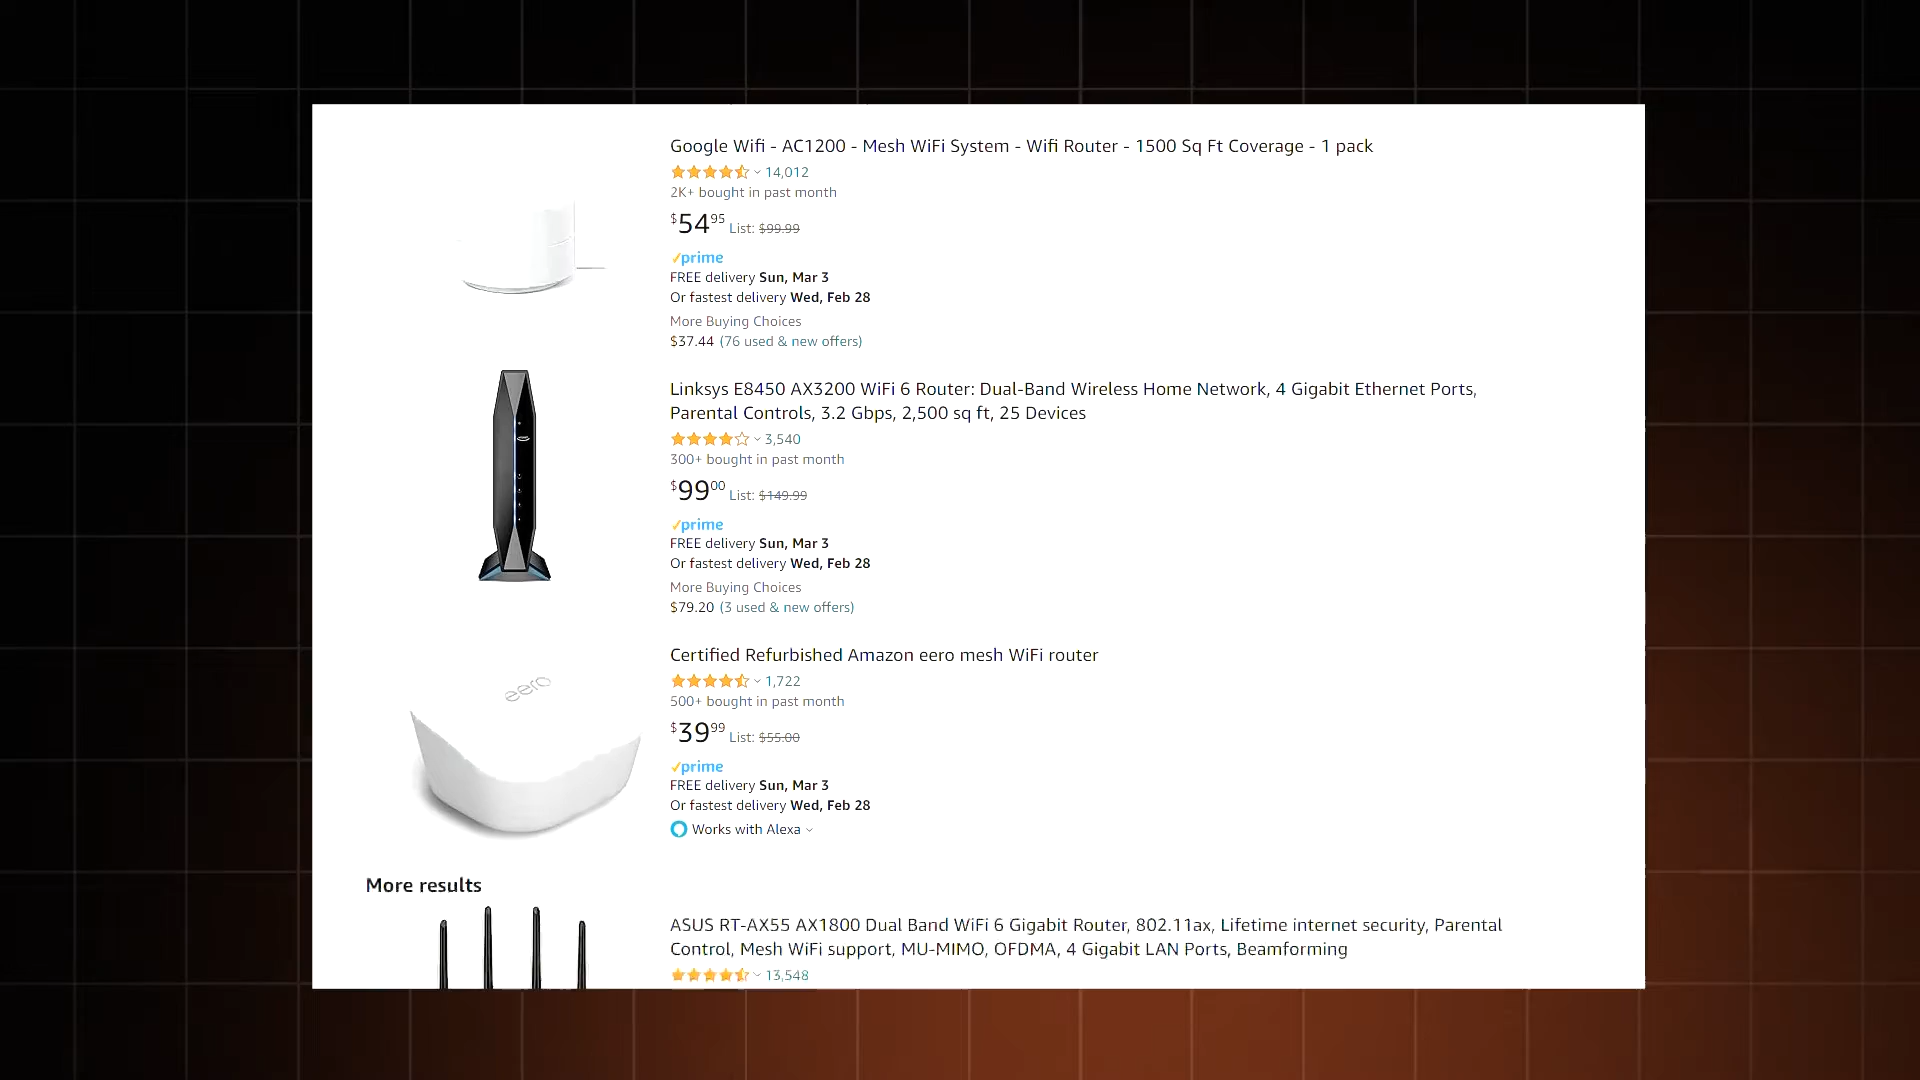 Google Wifi - AC1200 - Mesh WiFi System - Wifi Router - 1500 Sq Ft Coverage - 1 pack
14,012
2K+ bought in past month
$54.95 List: $99.99
prime
FREE delivery Sun, Mar 3
Or fastest delivery Wed, Feb 28
More Buying Choices
$37.44 (76 used & new offers)
Linksys E8450 AX3200 WiFi 6 Router: Dual-Band Wireless Home Network, 4 Gigabit Ethernet Ports,
Parental Controls, 3.2 Gbps, 2,500 sq ft, 25 Devices
3,540
300+ bought in past month
$99.00 List: $149.99
prime
FREE delivery Sun, Mar 3
Or fastest delivery Wed, Feb 28
More Buying Choices
$79.20 (3 used & new offers)
eero
Certified Refurbished Amazon eero mesh WiFi router
1,722
500+ bought in past month
$39.99 List: $55.00
prime
FREE delivery Sun, Mar 3
Or fastest delivery Wed, Feb 28
Works with Alexa
More results
ASUS RT-AX55 AX1800 Dual Band WiFi 6 Gigabit Router, 802.11ax, Lifetime internet security, Parental
Control, Mesh WiFi support, MU-MIMO, OFDMA, 4 Gigabit LAN Ports, Beamforming
13,548